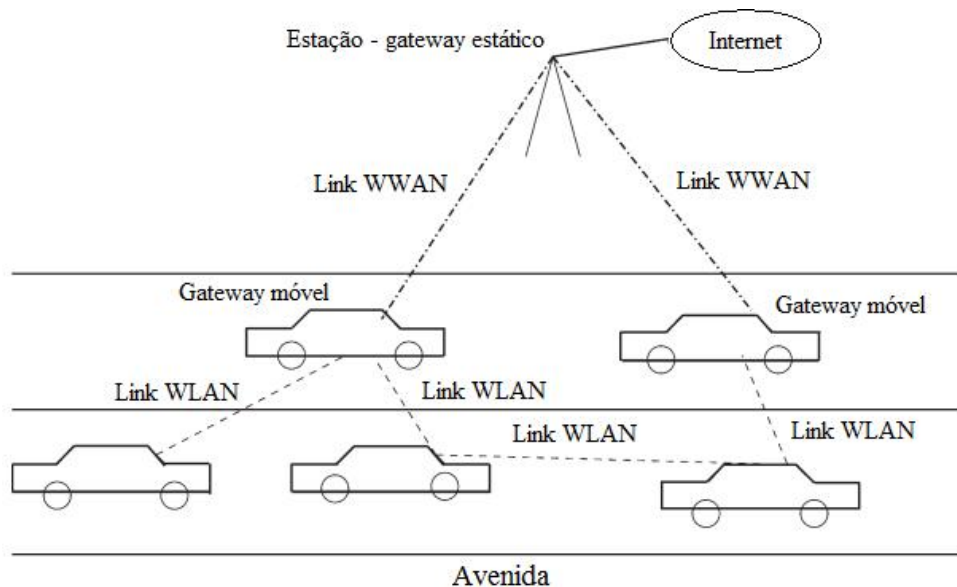 Estação - gateway estático
Internet
Link WWAN
Link WWAN
Gateway móvel
Gateway móvel
Link WLAN
Link WLAN
Link WLAN
Link WLAN
Avenida